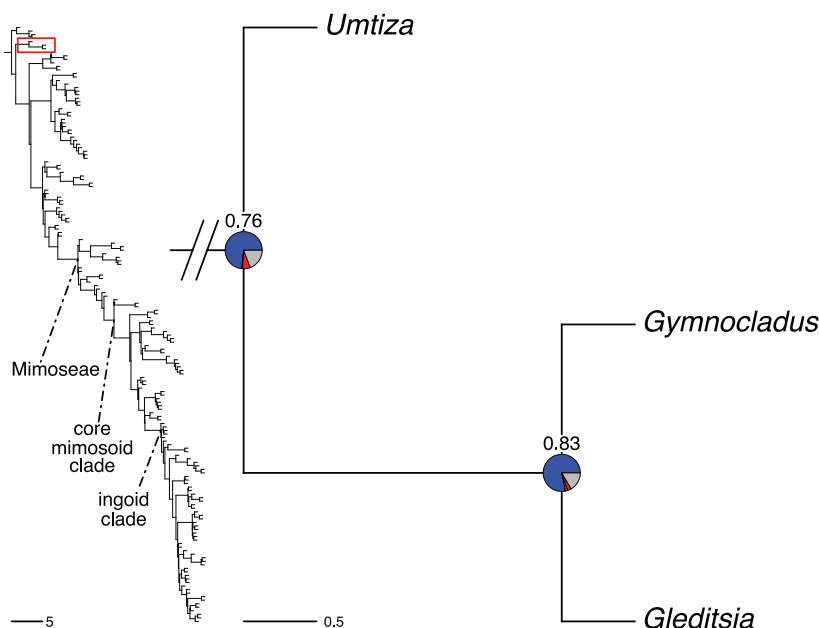 Umtiza
0.76
Gymnocladus
Mimoseae
core
mimosoid
clade
0.83
ingoid
clade
Gleditsia
5
0.5